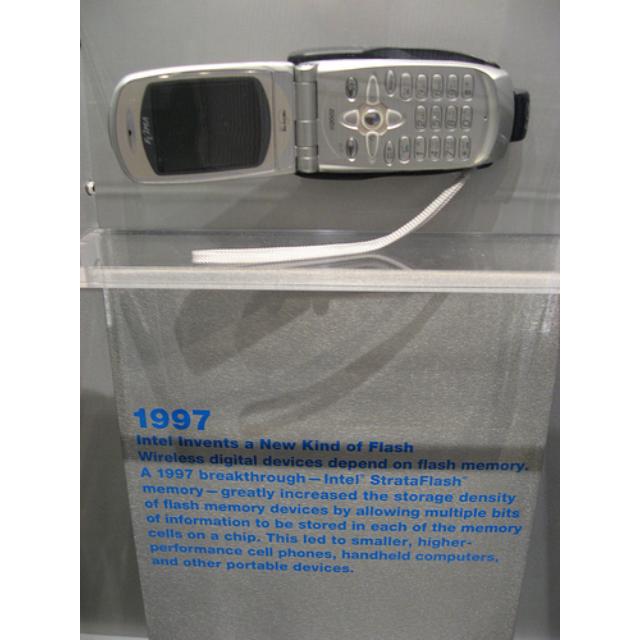 1997
Intel Invents a New Kind of Flash
Wireless digital devices depend on flash memory.
A 1997 breakthrough—Intel® StrataFlash™
memory—greatly increased the storage density
of flash memory devices by allowing multiple bits
of information to be stored in each of the memory
cells on a chip. This led to smaller, higher-
performance cell phones, handheld computers,
and other portable devices.